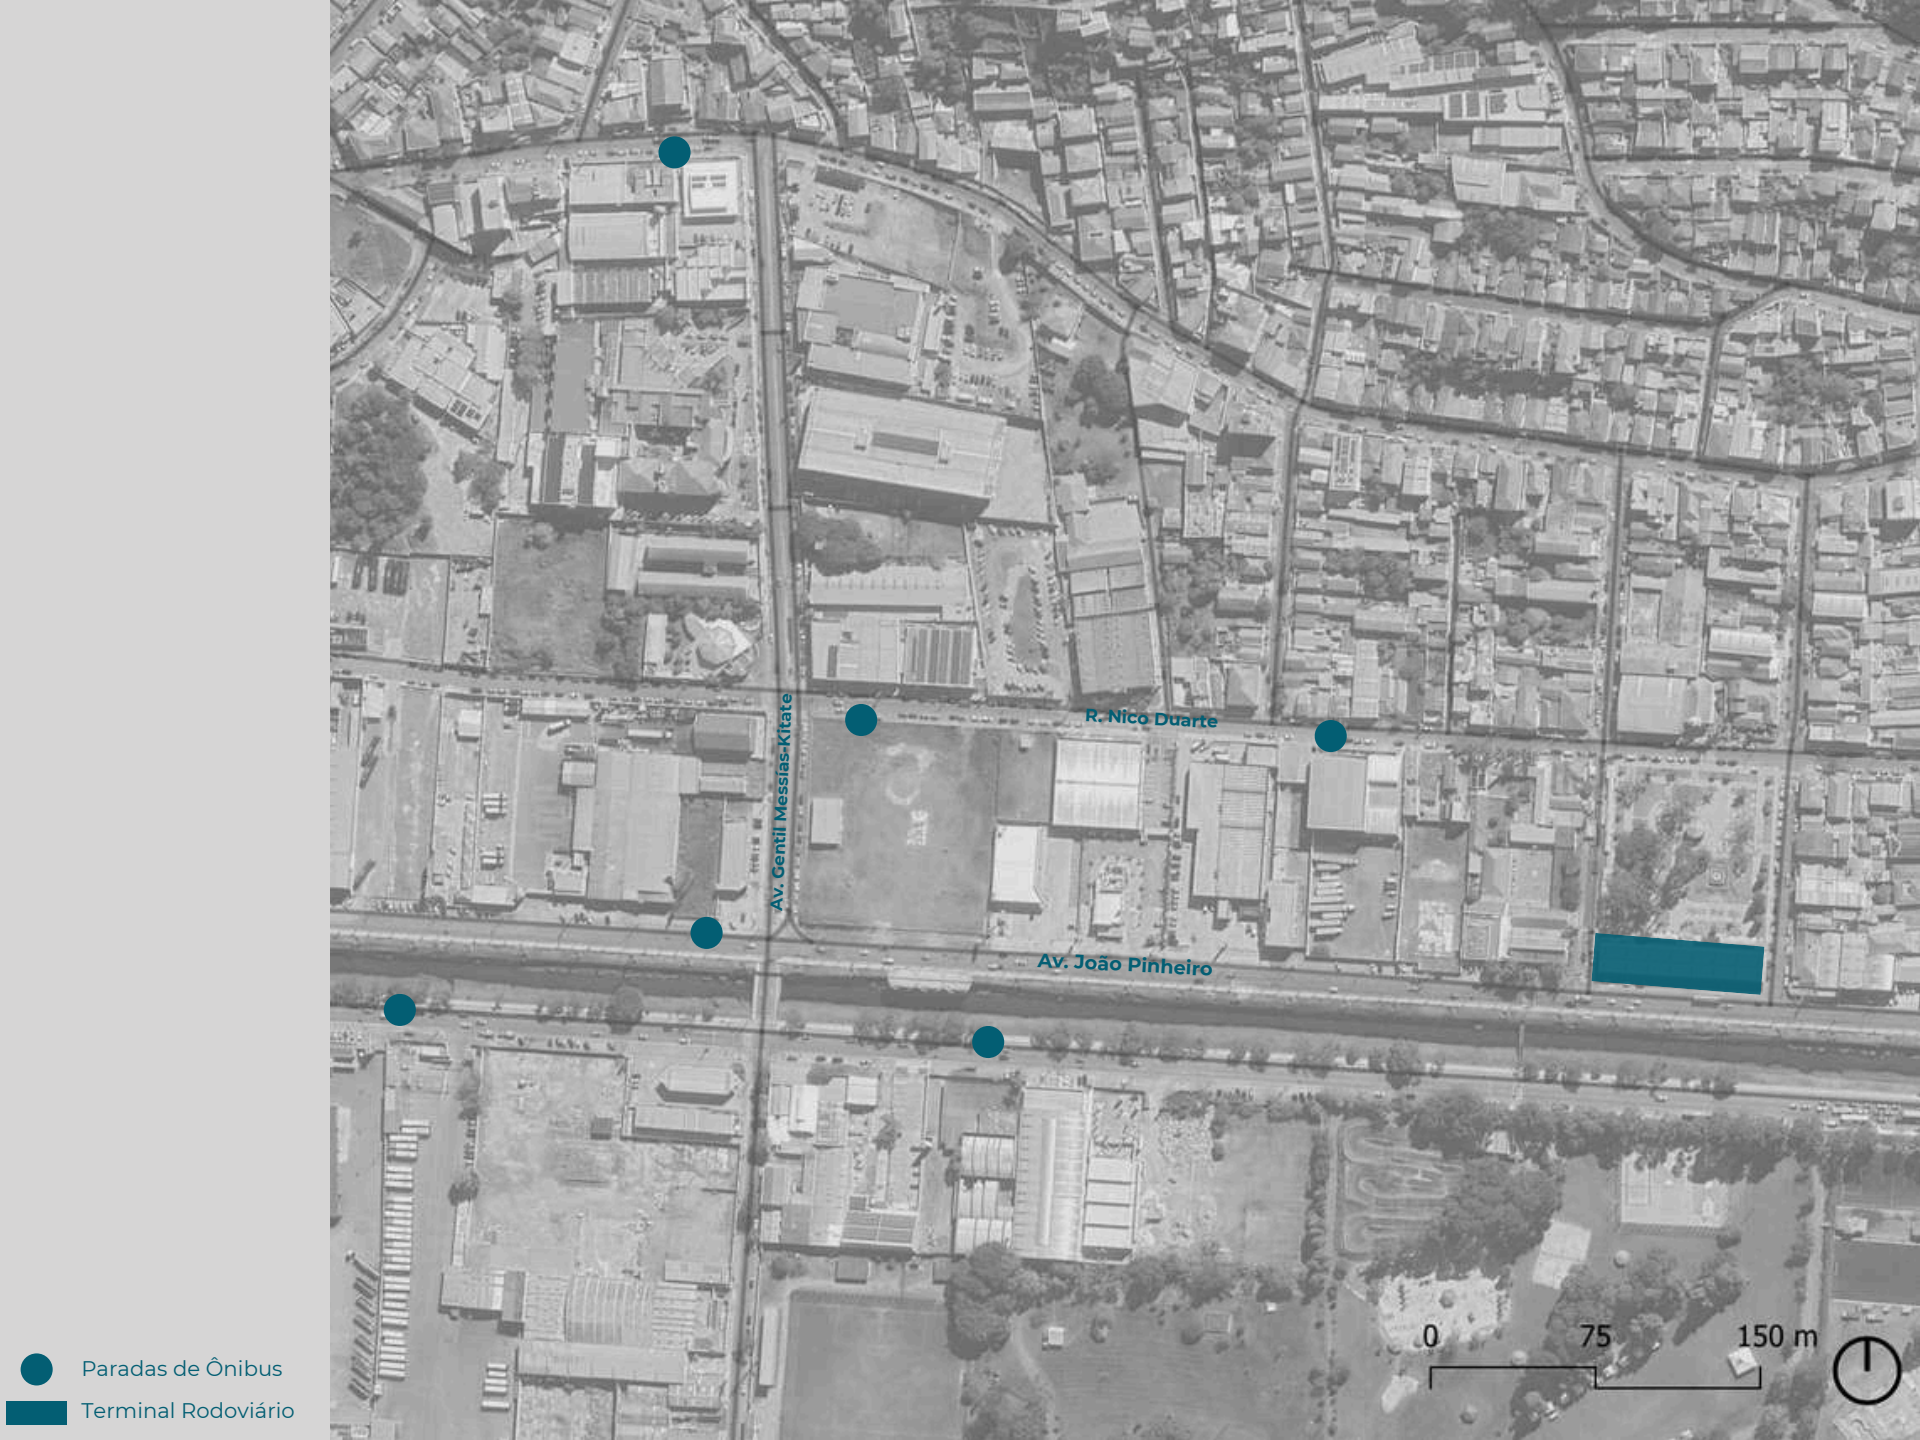 R. Nico Duarte
Av. Gentil Messias Kitate
Av. João Pinheiro
0 75 150 m
Paradas de Ônibus
Terminal Rodoviário